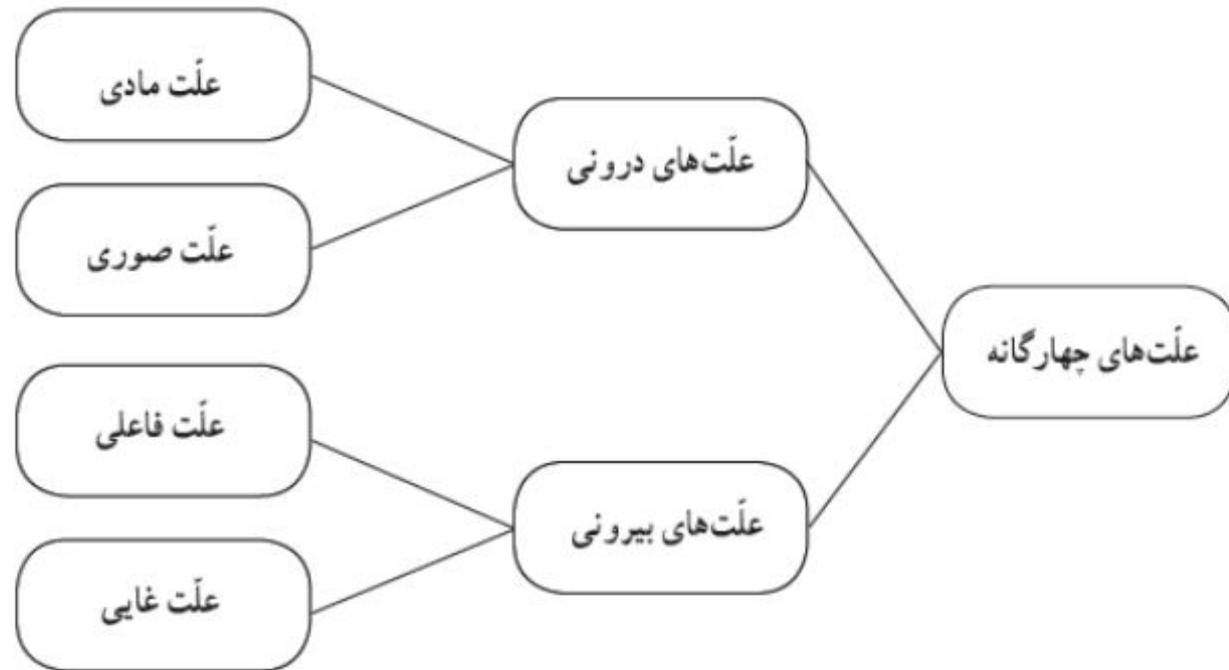 علّت‌های چهارگانه
علّت‌های درونی
علّت مادی
علّت صوری
علّت‌های بیرونی
علّت فاعلی
علّت غایی